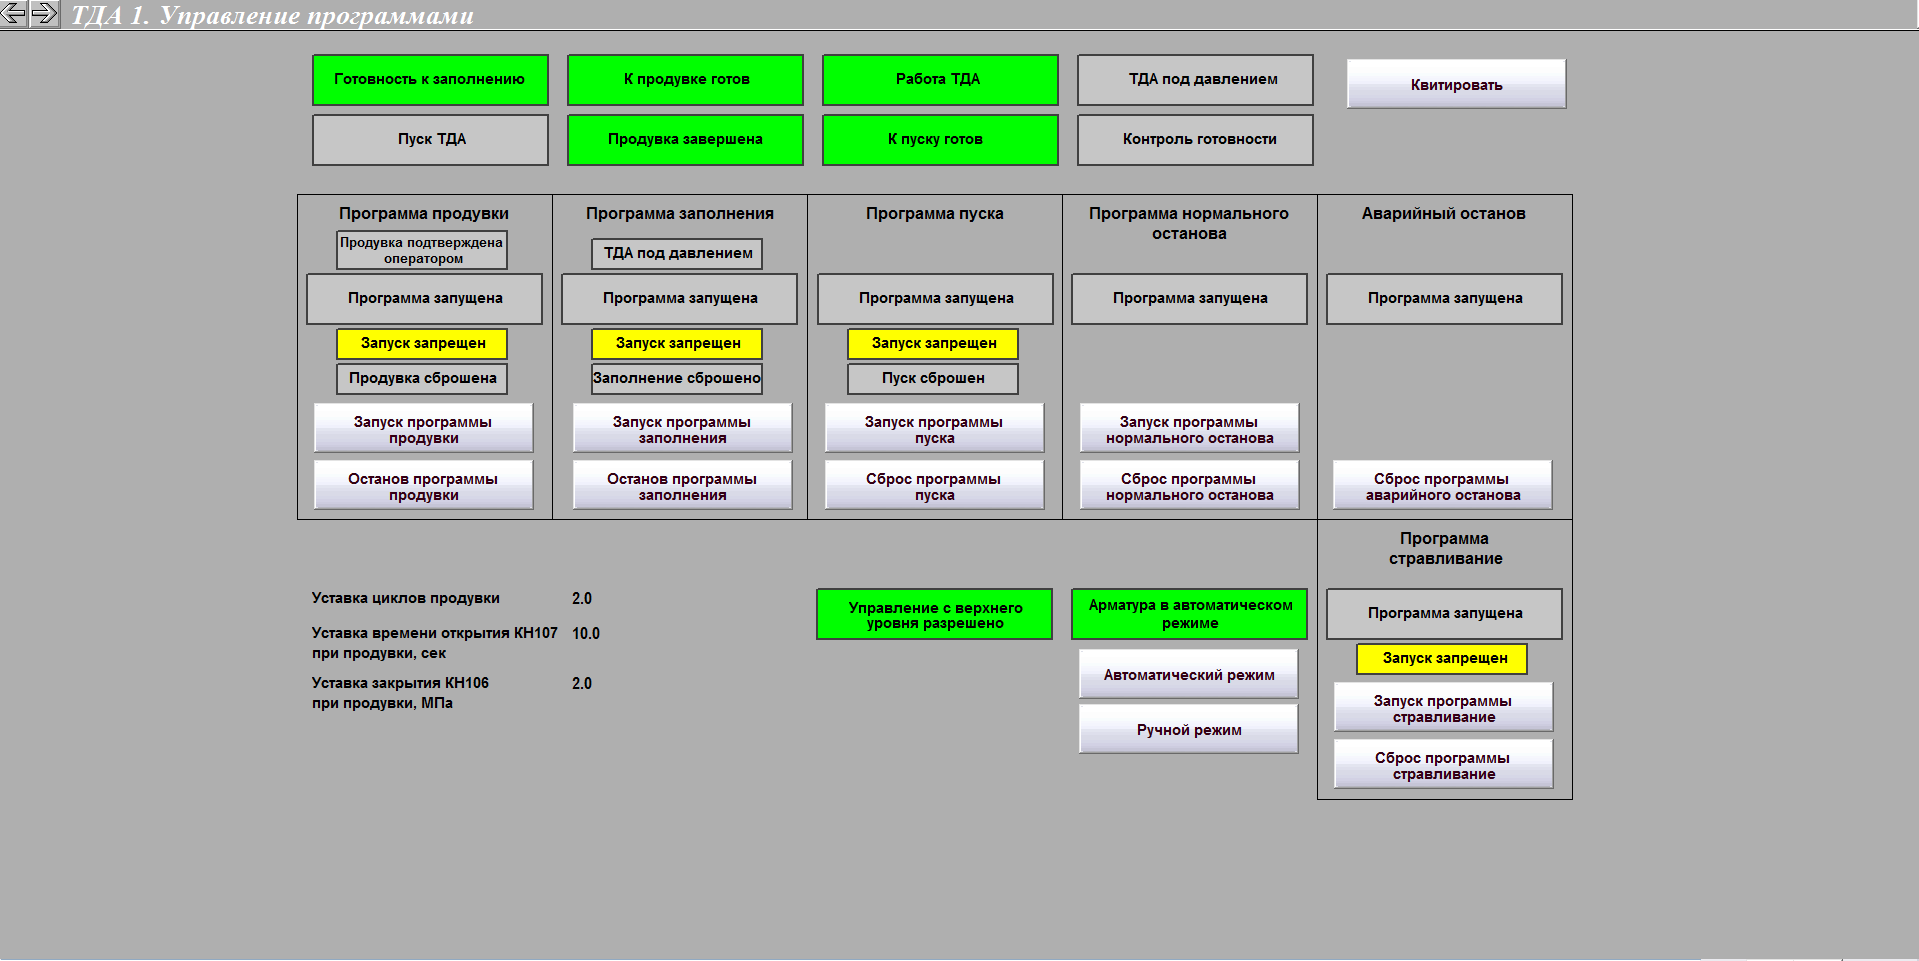 ТДА 1. Управление программами
Готовность к заполнению
К продувке готов
Работа ТДА
ТДА под давлением
Квитировать
Пуск ТДА
Продувка завершена
К пуску готов
Контроль готовности
Программа продувки
Продувка подтверждена
оператором
Программа запущена
Запуск запрещен
Продувка сброшена
Запуск программы
продувки
Останов программы
продувки
Программа заполнения
ТДА под давлением
Программа запущена
Запуск запрещен
Заполнение сброшено
Запуск программы
заполнения
Останов программы
заполнения
Программа пуска
Программа запущена
Запуск запрещен
Пуск сброшен
Запуск программы
пуска
Сброс программы
пуска
Программа нормального
останова
Программа запущена
Запуск программы
нормального останова
Сброс программы
нормального останова
Аварийный останов
Программа запущена
Сброс программы
аварийного останова
Уставка циклов продувки 2.0
Уставка времени открытия КН107 10.0
при продувки, сек
Уставка закрытия КН106 2.0
при продувки, МПа
Управление с верхнего
уровня разрешено
Арматура в автоматическом
режиме
Автоматический режим
Ручной режим
Программа
стравливание
Программа запущена
Запуск запрещен
Запуск программы
стравливание
Сброс программы
стравливание